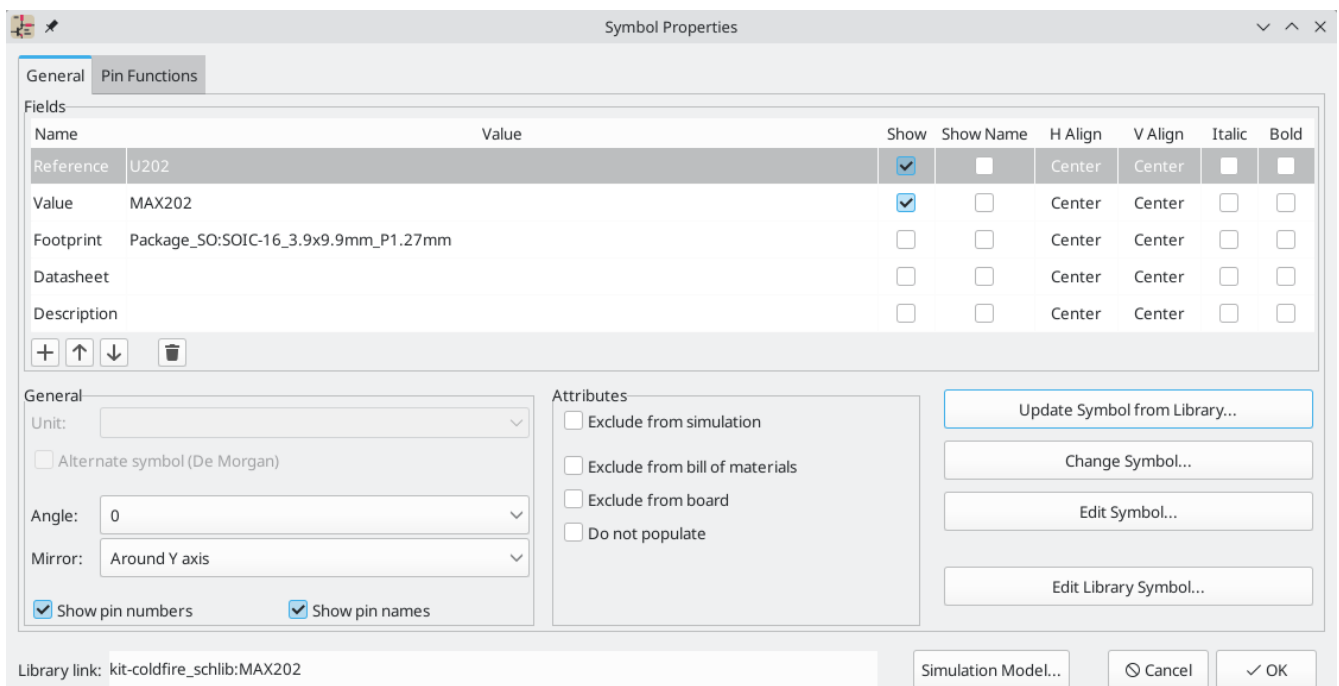 Symbol Properties
General Pin Functions
Fields
Name Value Show Show Name H Align V Align Italic Bold
Reference U202 Center Center
Value MAX202 Center Center
Footprint Package_SO:SOIC-16_3.9x9.9mm_P1.27mm Center Center
Datasheet Center Center
Description Center Center
General
Unit:
Alternate symbol (De Morgan)
Angle: 0
Mirror: Around Y axis
Show pin numbers Show pin names
Attributes
Exclude from simulation
Exclude from bill of materials
Exclude from board
Do not populate
Update Symbol from Library...
Change Symbol...
Edit Symbol...
Edit Library Symbol...
Library link: kit-coldfire_schlib:MAX202 Simulation Model... Cancel OK